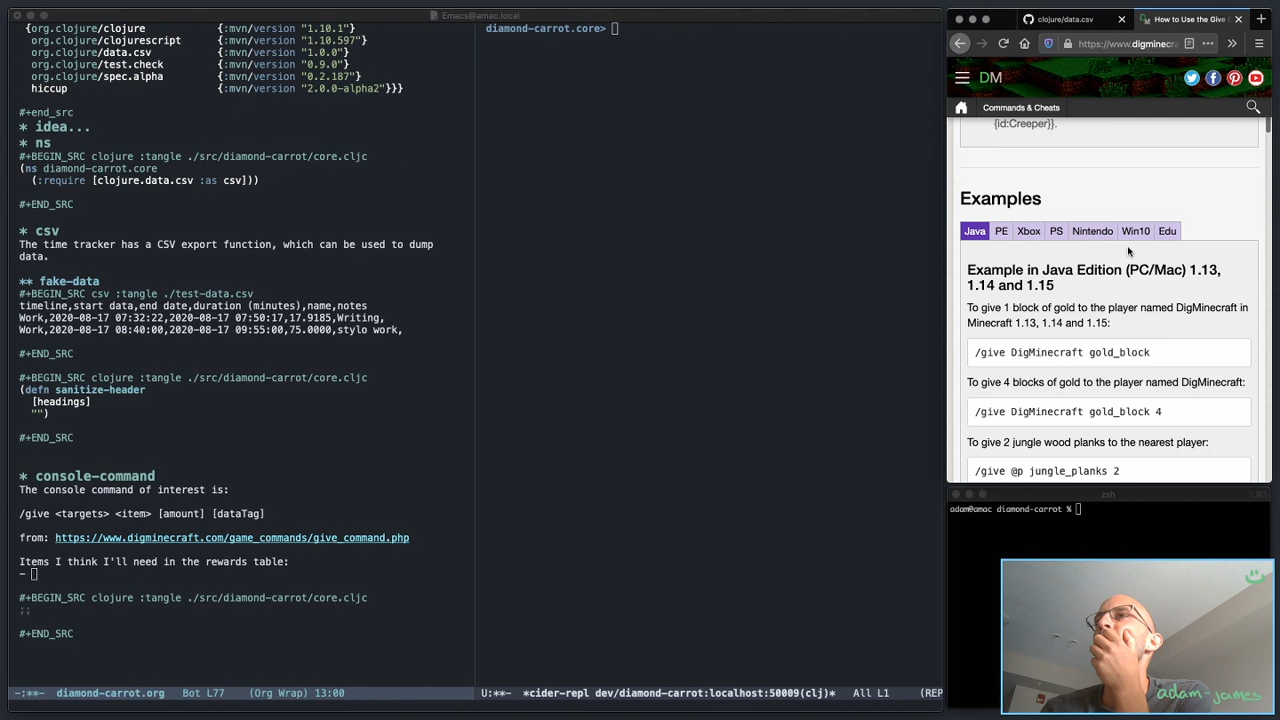 Emacs@amac.local
{org.clojure/clojure {:mvn/version "1.10.1"}
org.clojure/clojurescript {:mvn/version "1.10.597"}
org.clojure/data.csv {:mvn/version "1.0.0"}
org.clojure/test.check {:mvn/version "0.9.0"}
org.clojure/spec.alpha {:mvn/version "0.2.187"}
hiccup {:mvn/version "2.0.0-alpha2"}}}
#+end_src
* idea...
* ns
#+BEGIN_SRC clojure :tangle ./src/diamond-carrot/core.cljc
(ns diamond-carrot.core
(:require [clojure.data.csv :as csv]))
#+END_SRC
* csv
The time tracker has a CSV export function, which can be used to dump
data.
** fake-data
#+BEGIN_SRC csv :tangle ./test-data.csv
timeline,start data,end date,duration (minutes),name,notes
Work,2020-08-17 07:32:22,2020-08-17 07:50:17,17.9185,Writing,
Work,2020-08-17 08:40:00,2020-08-17 09:55:00,75.0000,stylo work,
#+END_SRC
#+BEGIN_SRC clojure :tangle ./src/diamond-carrot/core.cljc
(defn sanitize-header
[headings]
"")
#+END_SRC
* console-command
The console command of interest is:
/give <targets> <item> [amount] [dataTag]
from: https://www.digminecraft.com/game_commands/give_command.php
Items I think I'll need in the rewards table:
-
#+BEGIN_SRC clojure :tangle ./src/diamond-carrot/core.cljc
;;
#+END_SRC
-:**- diamond-carrot.org Bot L77 (Org Wrap) 13:00
diamond-carrot.core>
U:**- *cider-repl dev/diamond-carrot:localhost:50009(clj)* All L1 (REP
clojure/data.csv
How to Use the Give C
https://www.digminecra
DM
Commands & Cheats
{id:Creeper}}.
Examples
Java PE Xbox PS Nintendo Win10 Edu
Example in Java Edition (PC/Mac) 1.13,
1.14 and 1.15
To give 1 block of gold to the player named DigMinecraft in
Minecraft 1.13, 1.14 and 1.15:
/give DigMinecraft gold_block
To give 4 blocks of gold to the player named DigMinecraft:
/give DigMinecraft gold_block 4
To give 2 jungle wood planks to the nearest player:
/give @p jungle_planks 2
zsh
adam@amac diamond-carrot %
adam-james